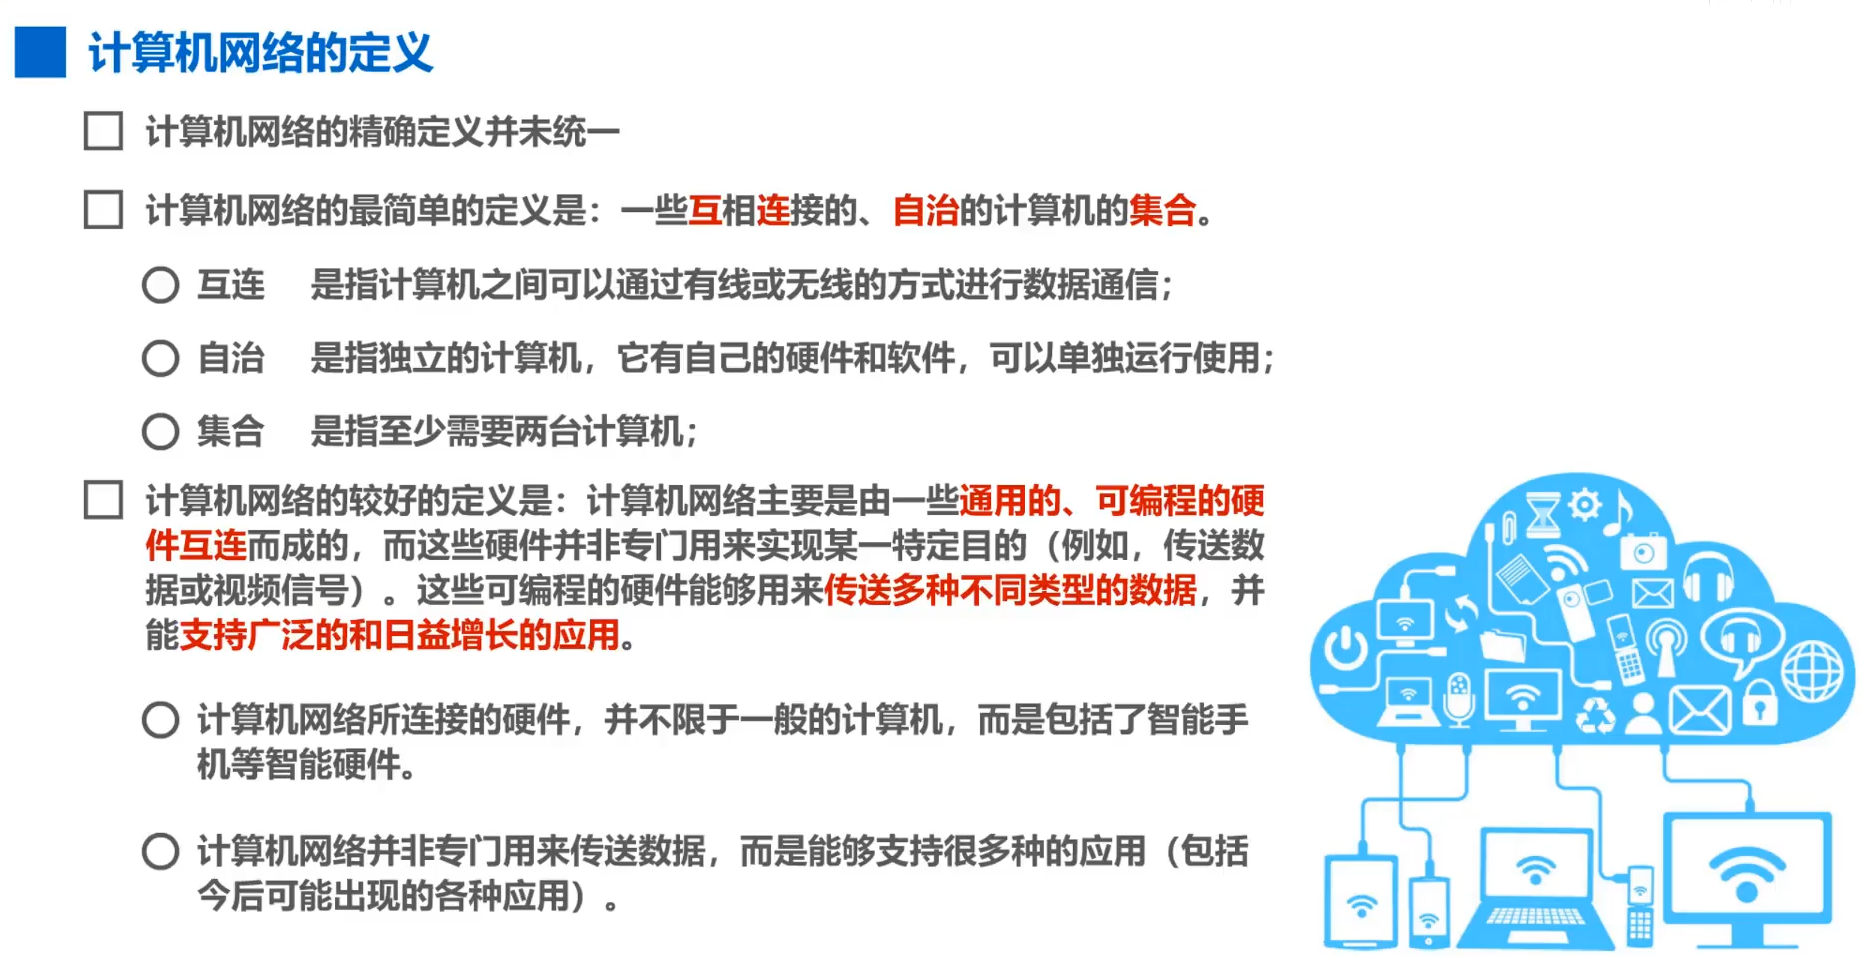 计算机网络的定义
计算机网络的精确定义并未统一
计算机网络的最简单的定义是：一些互相连接的、自治的计算机的集合。
互连 是指计算机之间可以通过有线或无线的方式进行数据通信；
自治 是指独立的计算机，它有自己的硬件和软件，可以单独运行使用；
集合 是指至少需要两台计算机；
计算机网络的较好的定义是：计算机网络主要是由一些通用的、可编程的硬
件互连而成的，而这些硬件并非专门用来实现某一特定目的（例如，传送数
据或视频信号）。这些可编程的硬件能够用来传送多种不同类型的数据，并
能支持广泛的和日益增长的应用。
计算机网络所连接的硬件，并不限于一般的计算机，而是包括了智能手
机等智能硬件。
计算机网络并非专门用来传送数据，而是能够支持很多种的应用（包括
今后可能出现的各种应用）。